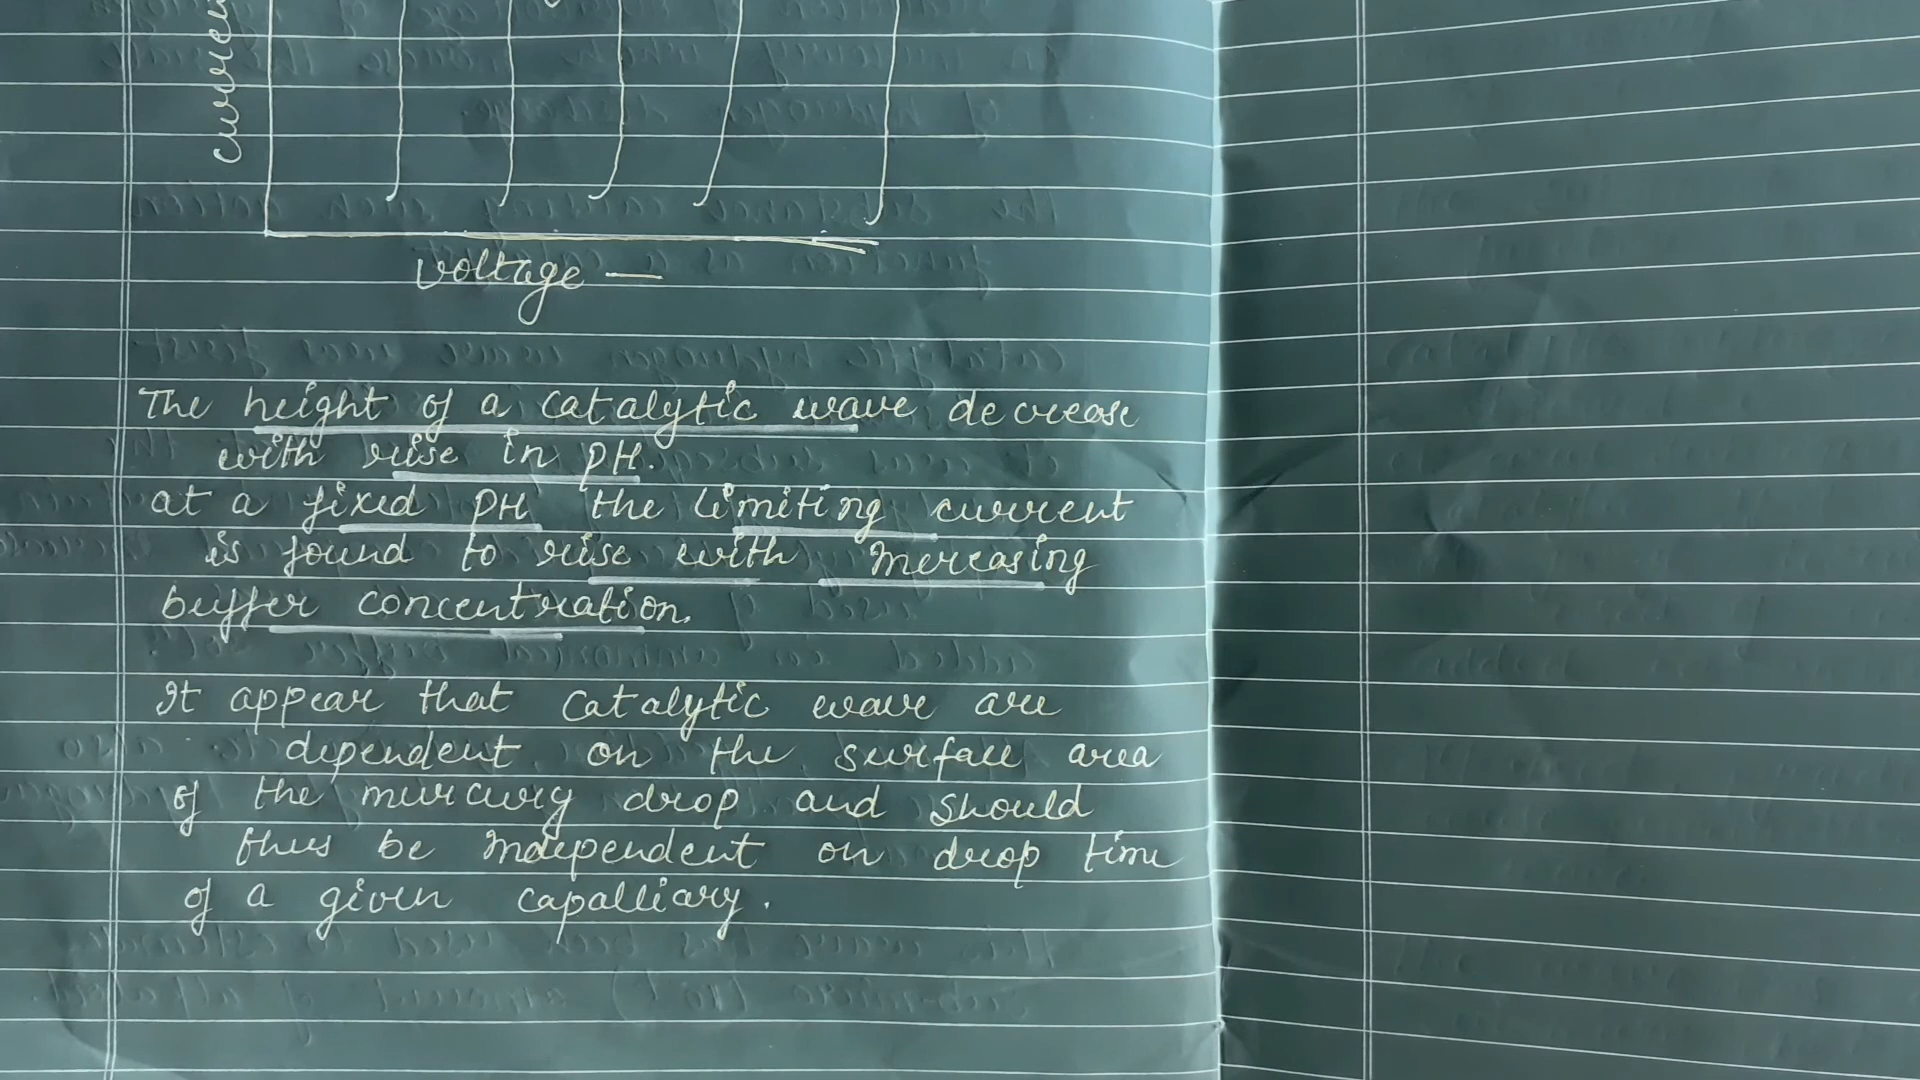 voltage —
The height of a catalytic wave decrease
with rise in PH.
at a fixed PH the limiting current
is found to rise with increasing
buffer concentration.
It appear that catalytic wave are
dependent on the surface area
of the murcury drop and should
thus be independent on drop time
of a given capalliary.